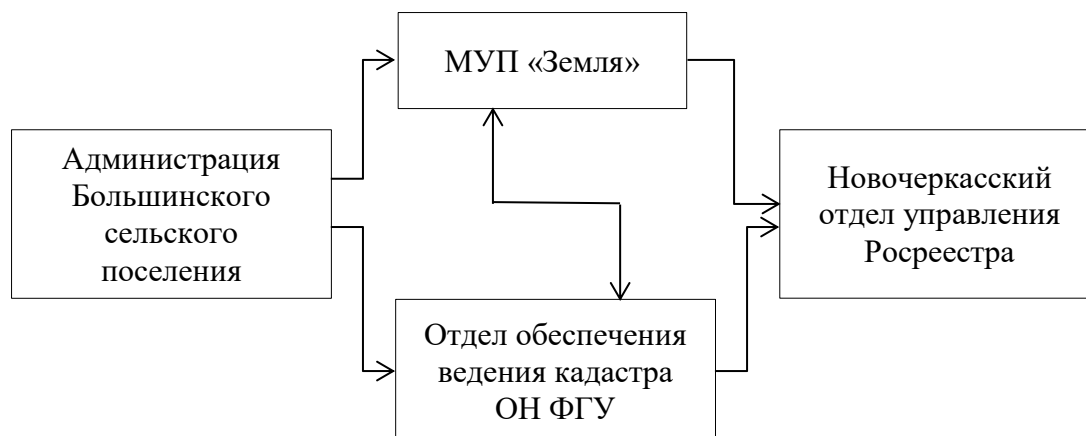 МУП «Земля»
Администрация
Большинского
сельского
поселения
Новочеркасский
отдел управления
Росреестра
Отдел обеспечения
ведения кадастра
ОН ФГУ